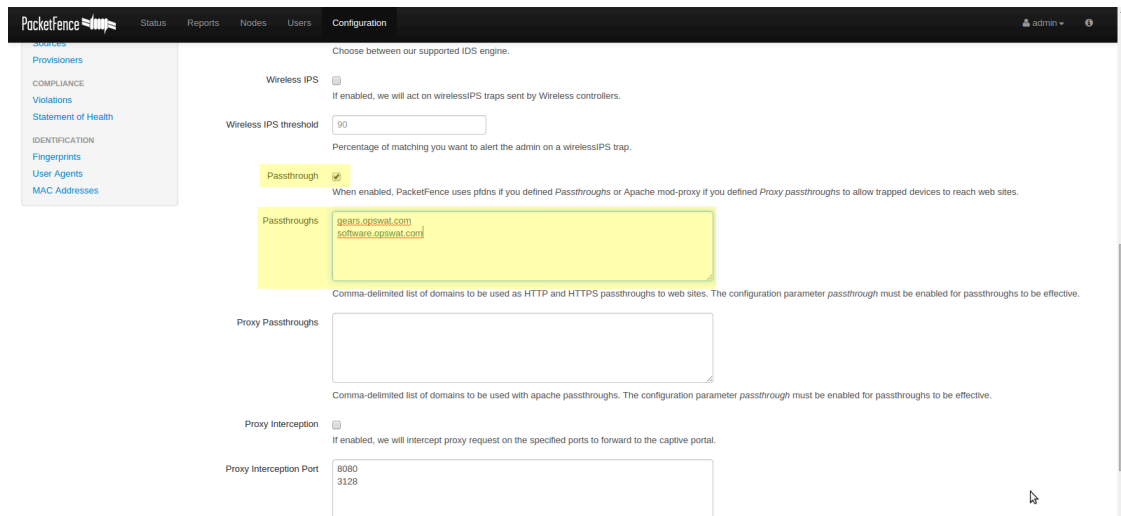 PacketFence
Status Reports Nodes Users Configuration admin
Sources
Provisioners
COMPLIANCE
Violations
Statement of Health
IDENTIFICATION
Fingerprints
User Agents
MAC Addresses
Choose between our supported IDS engine.
Wireless IPS
If enabled, we will act on wirelessIPS traps sent by Wireless controllers.
Wireless IPS threshold 90
Percentage of matching you want to alert the admin on a wirelessIPS trap.
Passthrough
When enabled, PacketFence uses pfdns if you defined Passthroughs or Apache mod-proxy if you defined Proxy passthroughs to allow trapped devices to reach web sites.
Passthroughs gears.opswat.com
software.opswat.com
Comma-delimited list of domains to be used as HTTP and HTTPS passthroughs to web sites. The configuration parameter passthrough must be enabled for passthroughs to be effective.
Proxy Passthroughs
Comma-delimited list of domains to be used with apache passthroughs. The configuration parameter passthrough must be enabled for passthroughs to be effective.
Proxy Interception
If enabled, we will intercept proxy request on the specified ports to forward to the captive portal.
Proxy Interception Port 8080
3128